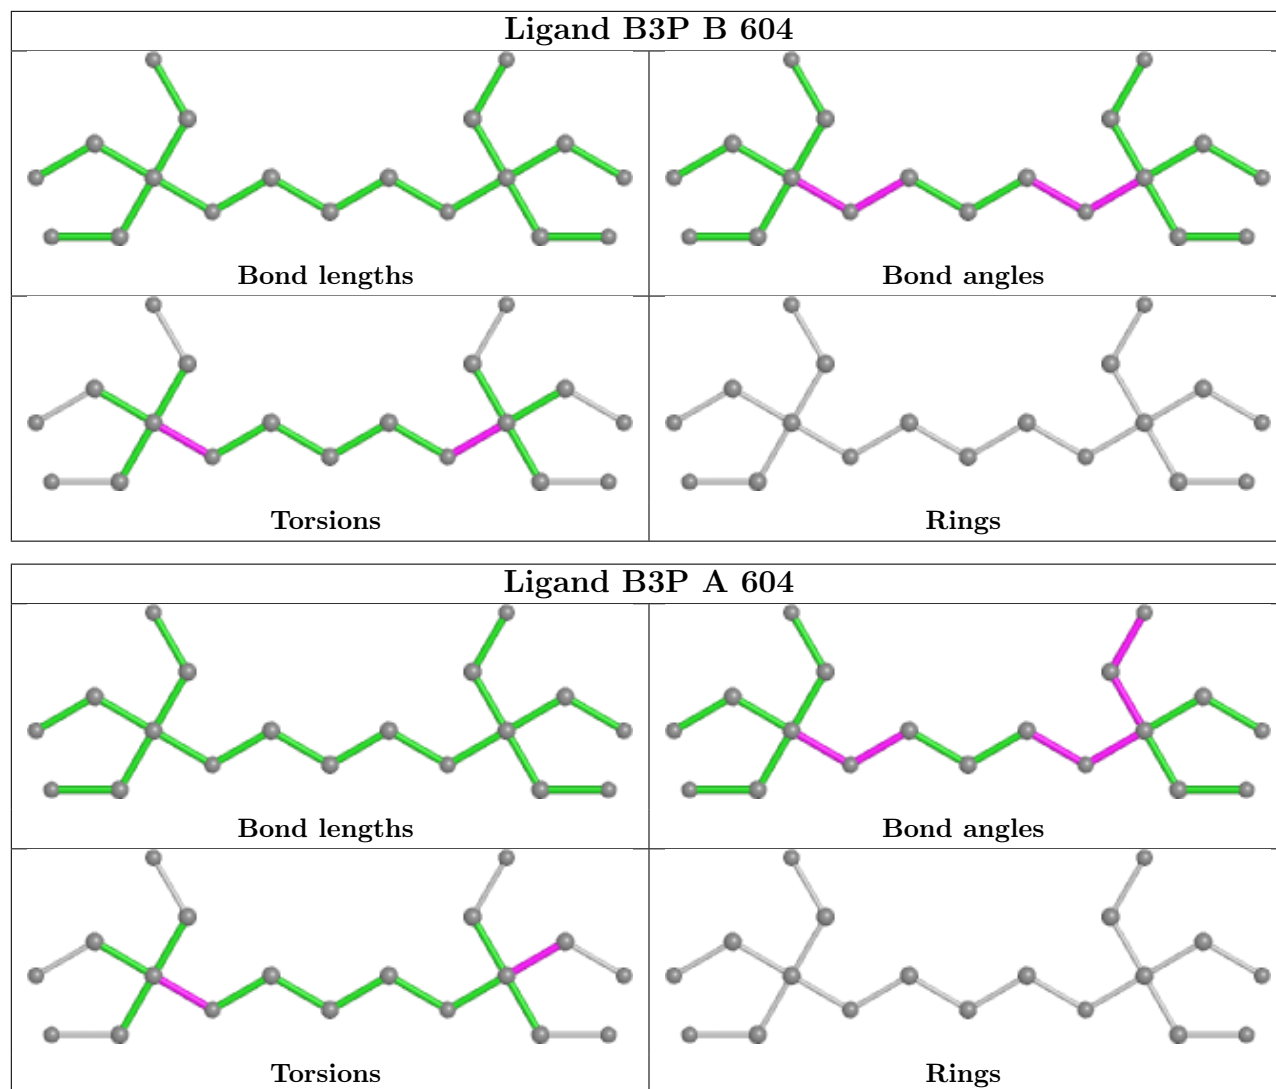 Ligand B3P B 604
Bond lengths
Bond angles
Torsions
Rings
Ligand B3P A 604
Bond lengths
Bond angles
Torsions
Rings